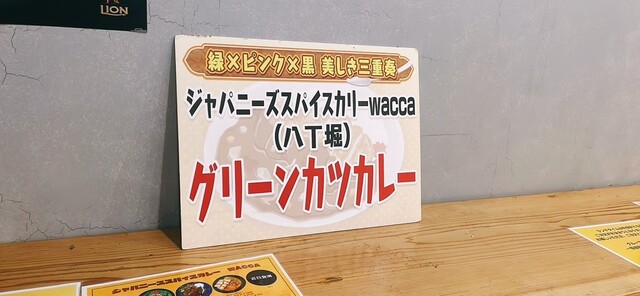 LION
緑×ピンク×黒 美しき三重奏
ジャパニーズスパイスカリーwacca
(八丁堀)
グリーンカツカレー
ジャパニーズスパイスカレー WACCA